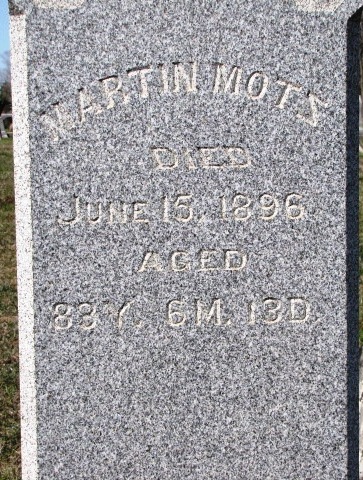 MARTIN MOTS
DIED
JUNE 15, 1896
AGED
83 Y. 6 M. 13 D.